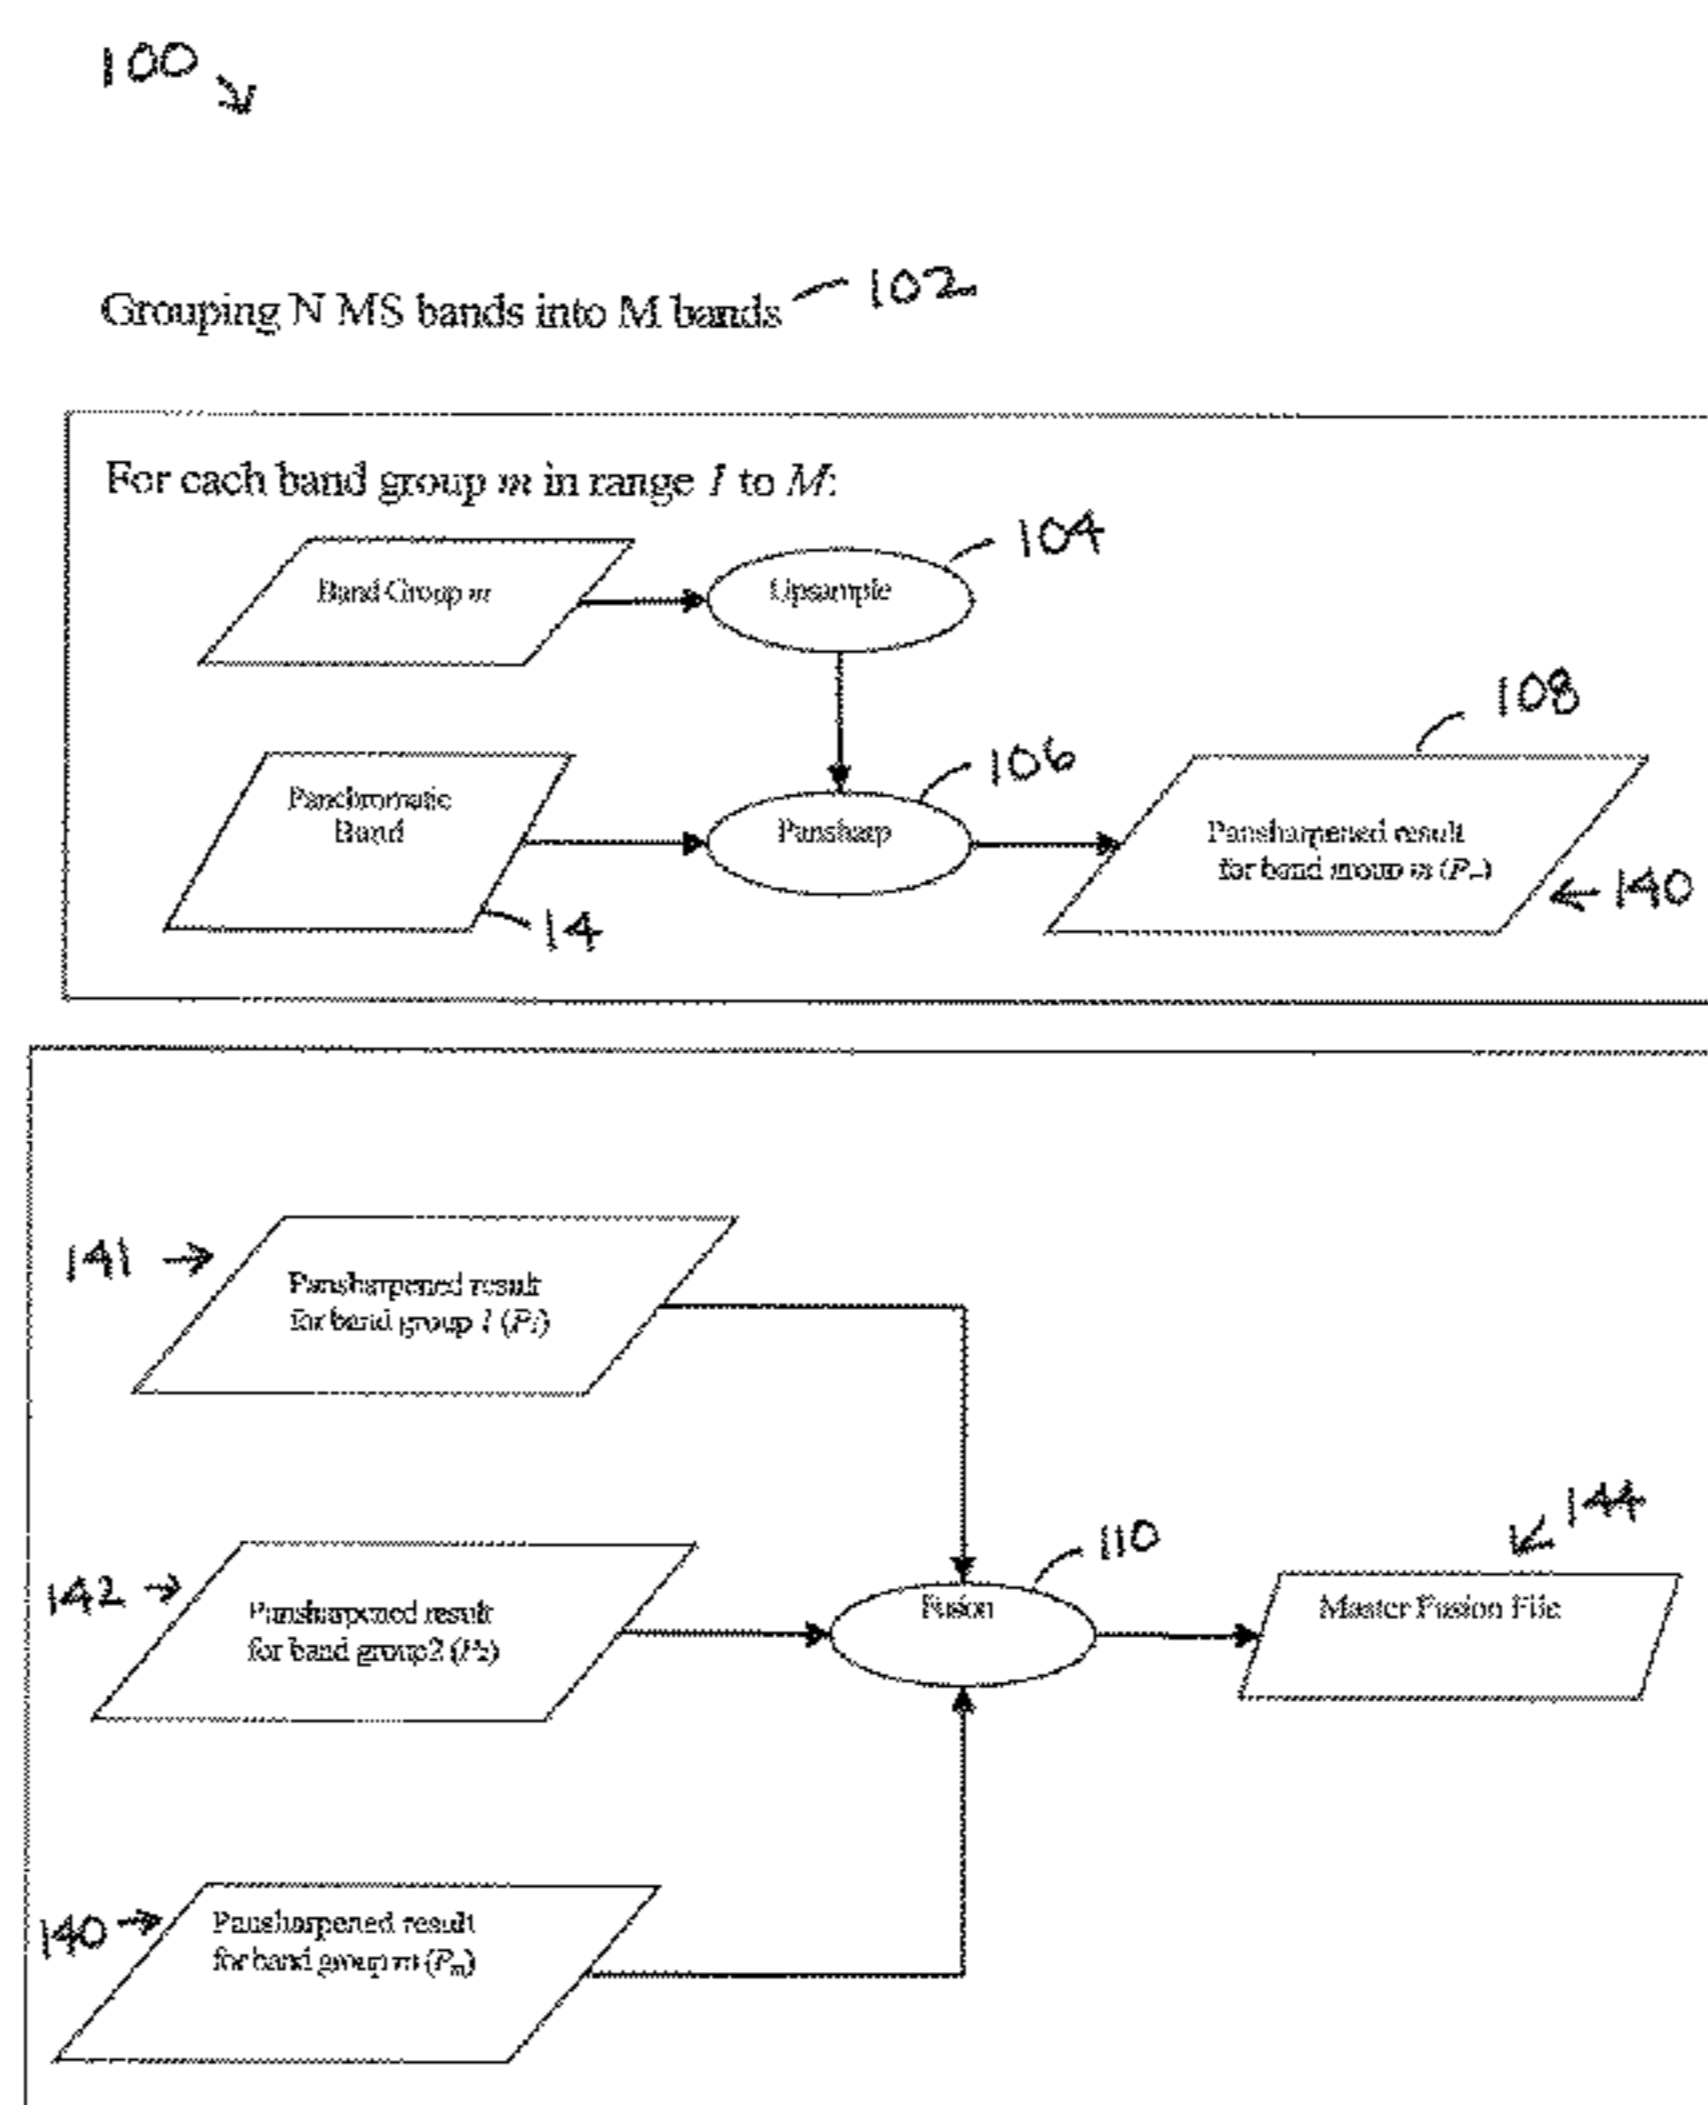 100
Grouping N MS bands into M bands 102
For each band group m in range 1 to M:
104
Band Group m
Upsample
108
106
Panchromatic
Band
Pansharp
Pansharpened result
for band group m (Pm)
140
14
141
Pansharpened result
for band group 1 (P1)
144
110
142
Pansharpened result
for band group2 (P2)
Fusion
Master Fusion File
140
Pansharpened result
for band group m (Pm)